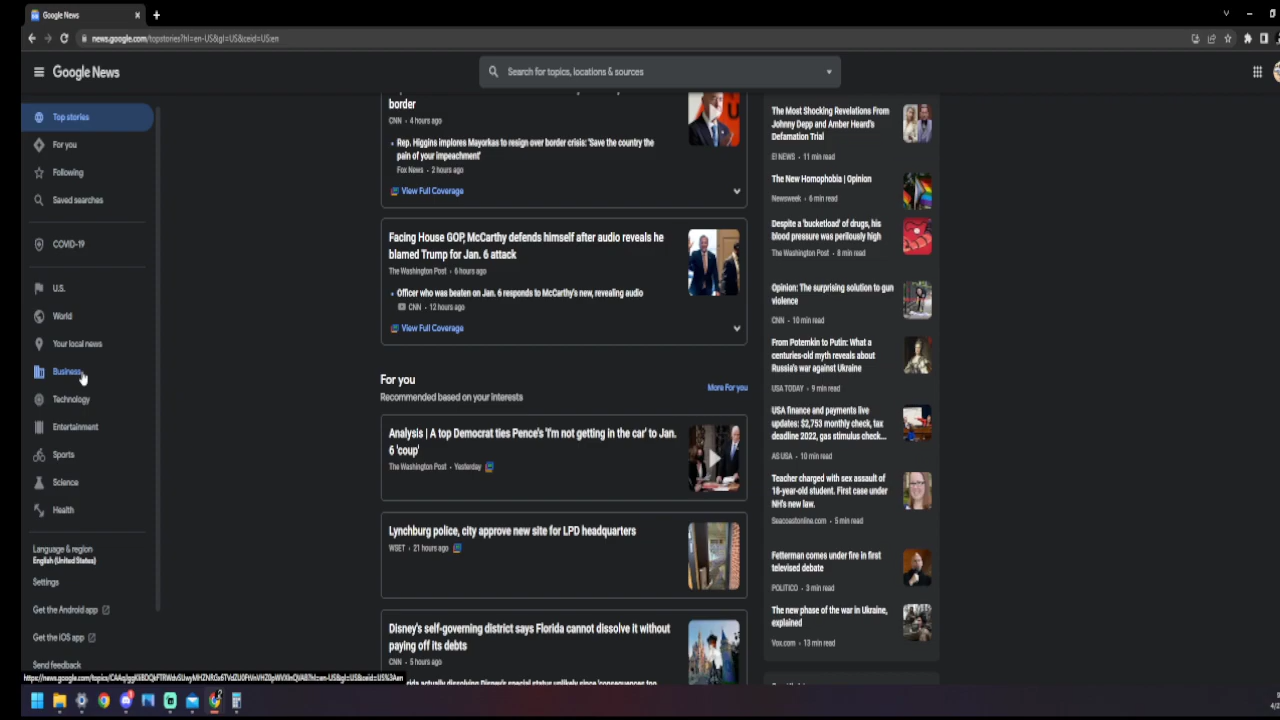 Google News
news.google.com/topstories?hl=en-US&gl=US&ceid=US:en
Google News
Search for topics, locations & sources
Top stories
For you
Following
Saved searches
COVID-19
U.S.
World
Your local news
Business
Technology
Entertainment
Sports
Science
Health
Language & region
English (United States)
Settings
Get the Android app
Get the iOS app
Send feedback
border
CNN • 4 hours ago
• Rep. Higgins implores Mayorkas to resign over border crisis: 'Save the country the
pain of your impeachment'
Fox News • 2 hours ago
View Full Coverage
Facing House GOP, McCarthy defends himself after audio reveals he
blamed Trump for Jan. 6 attack
The Washington Post • 6 hours ago
• Officer who was beaten on Jan. 6 responds to McCarthy's new, revealing audio
CNN • 12 hours ago
View Full Coverage
For you
More For you
Recommended based on your interests
Analysis | A top Democrat ties Pence's 'I'm not getting in the car' to Jan.
6 'coup'
The Washington Post • Yesterday
Lynchburg police, city approve new site for LPD headquarters
WSET • 21 hours ago
Disney's self-governing district says Florida cannot dissolve it without
paying off its debts
CNN • 5 hours ago
The Most Shocking Revelations From
Johnny Depp and Amber Heard's
Defamation Trial
E! NEWS • 11 min read
The New Homophobia | Opinion
Newsweek • 6 min read
Despite a 'bucketload' of drugs, his
blood pressure was perilously high
The Washington Post • 8 min read
Opinion: The surprising solution to gun
violence
CNN • 10 min read
From Potemkin to Putin: What a
centuries-old myth reveals about
Russia's war against Ukraine
USA TODAY • 9 min read
USA finance and payments live
updates: $2,753 monthly check, tax
deadline 2022, gas stimulus check...
AS USA • 10 min read
Teacher charged with sex assault of
18-year-old student. First case under
NH's new law.
Seacoastonline.com • 5 min read
Fetterman comes under fire in first
televised debate
POLITICO • 3 min read
The new phase of the war in Ukraine,
explained
Vox.com • 13 min read